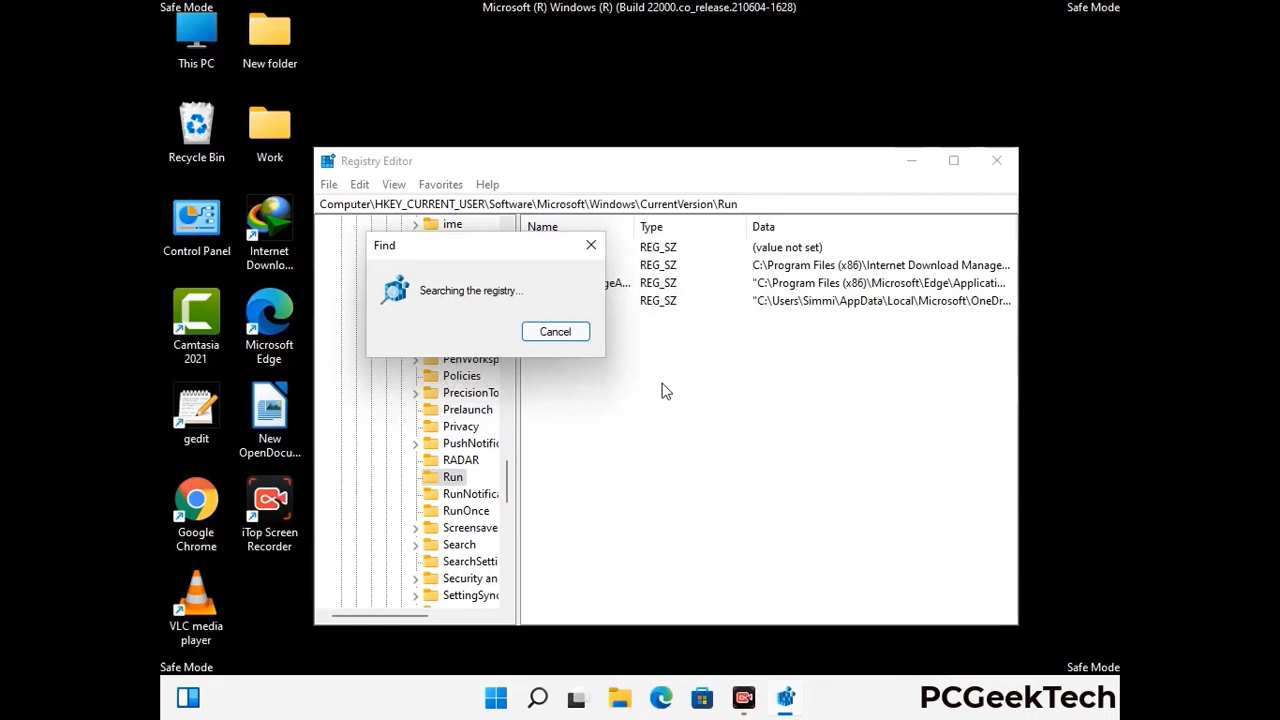 Safe Mode
Microsoft (R) Windows (R) (Build 22000.co_release.210604-1628)
Safe Mode
This PC
New folder
Recycle Bin
Work
Control Panel
Internet
Downlo...
Camtasia
2021
Microsoft
Edge
gedit
New
OpenDocu...
Google
Chrome
iTop Screen
Recorder
VLC media
player
Registry Editor
File Edit View Favorites Help
Computer\HKEY_CURRENT_USER\Software\Microsoft\Windows\CurrentVersion\Run
ime
Find
Searching the registry...
Cancel
PenWorksp
Policies
PrecisionTo
Prelaunch
Privacy
PushNotific
RADAR
Run
RunNotifica
RunOnce
Screensave
Search
SearchSetti
Security an
SettingSync
Name Type Data
REG_SZ (value not set)
REG_SZ C:\Program Files (x86)\Internet Download Manage...
geA... REG_SZ "C:\Program Files (x86)\Microsoft\Edge\Applicati...
REG_SZ "C:\Users\Simmi\AppData\Local\Microsoft\OneDr...
Safe Mode
Safe Mode
PCGeekTech